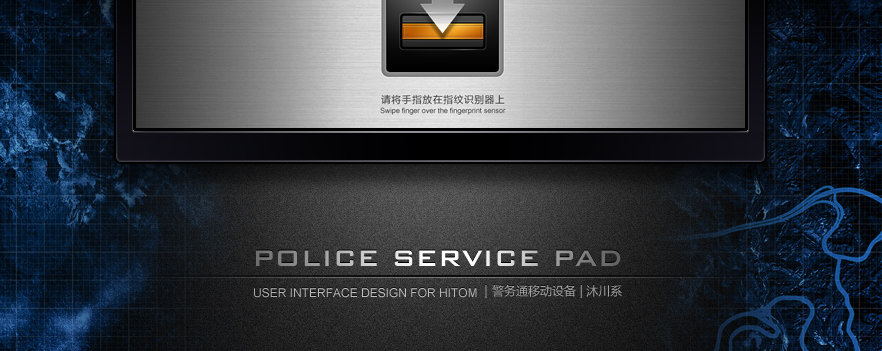 请将手指放在指纹识别器上
Swipe finger over the fingerprint sensor
POLICE SERVICE PAD
USER INTERFACE DESIGN FOR HITOM | 警务通移动设备 | 沐川系